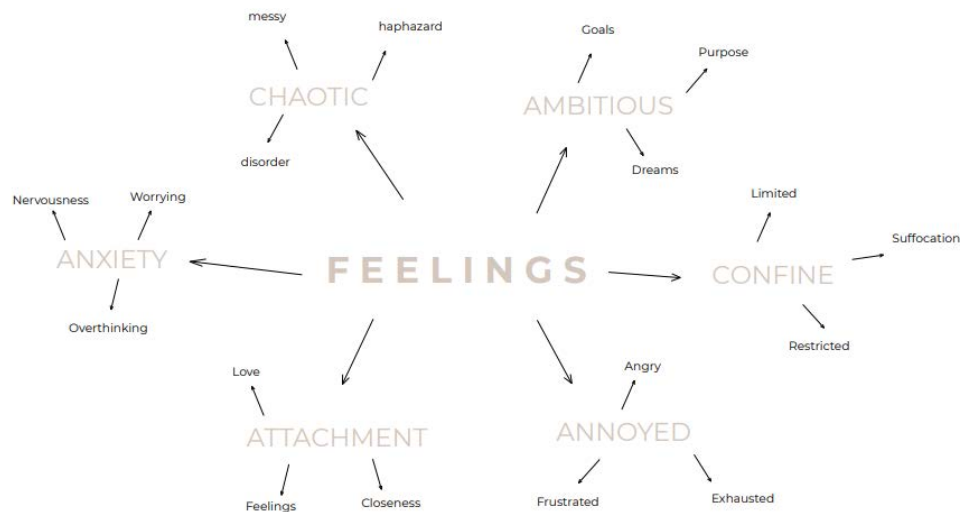 messy
haphazard
CHAOTIC
disorder
Goals
Purpose
AMBITIOUS
Dreams
Nervousness
Worrying
ANXIETY
Overthinking
FEELINGS
Limited
Suffocation
CONFINE
Restricted
Love
ATTACHMENT
Feelings
Closeness
Angry
ANNOYED
Frustrated
Exhausted